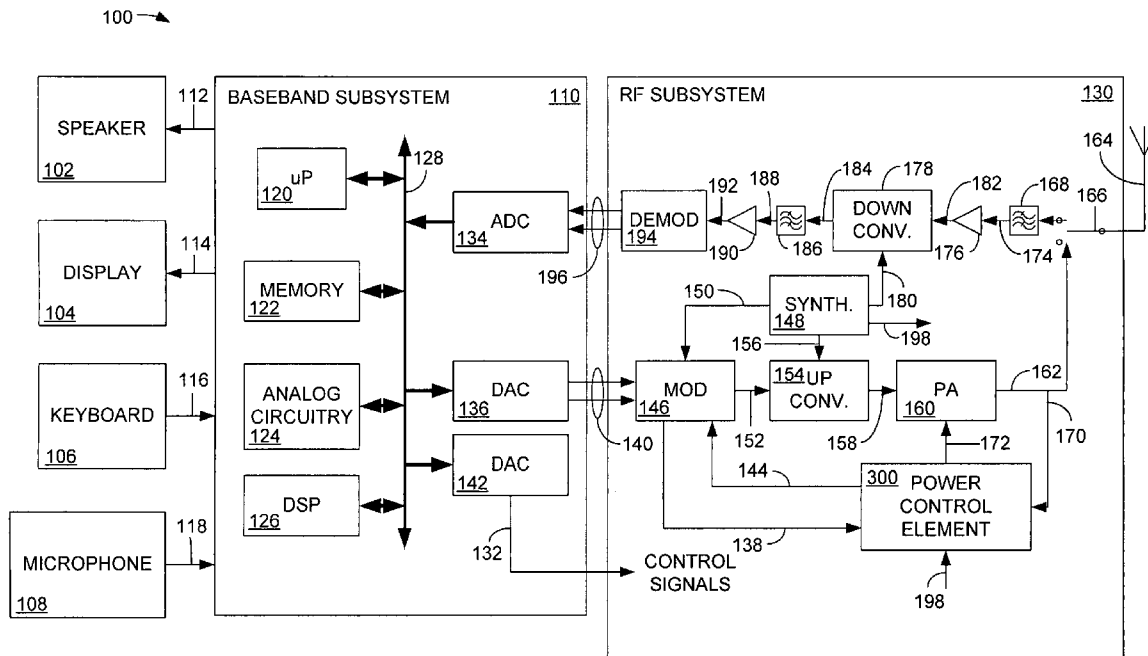 100
SPEAKER
102
112
DISPLAY
104
114
KEYBOARD
106
116
MICROPHONE
108
118
BASEBAND SUBSYSTEM
110
uP
120
128
MEMORY
122
ANALOG
CIRCUITRY
124
DSP
126
ADC
134
DAC
136
DAC
142
132
196
140
RF SUBSYSTEM
130
DEMOD
194
192
190
188
186
184
178
DOWN
CONV.
182
176
174
168
166
164
150
SYNTH.
148
180
198
156
MOD
146
152
154
UP
CONV.
158
PA
160
162
170
172
144
138
300
POWER
CONTROL
ELEMENT
198
CONTROL
SIGNALS